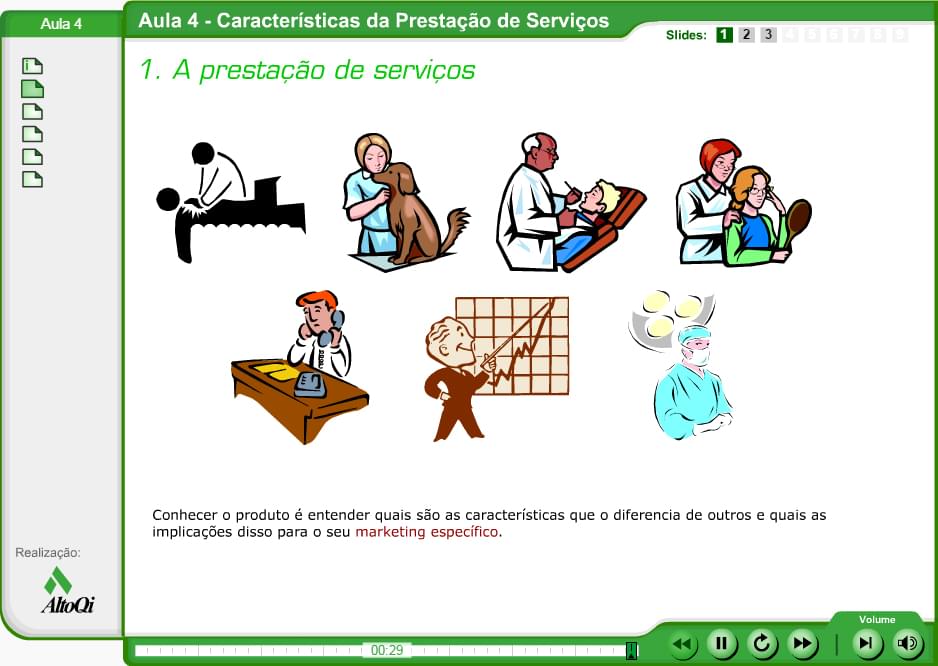 Aula 4
Aula 4 - Características da Prestação de Serviços
Slides: 1 2 3 4 5 6 7 8 9
1. A prestação de serviços
Conhecer o produto é entender quais são as características que o diferencia de outros e quais as
implicações disso para o seu marketing específico.
Realização:
AltoQi
00:29
Volume